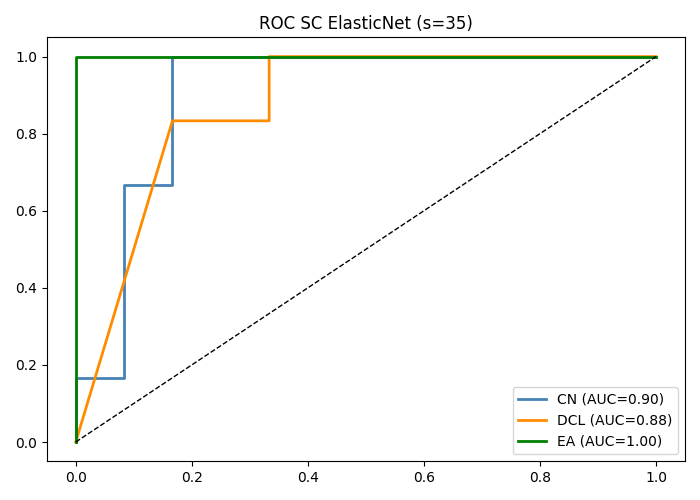 ROC SC ElasticNet (s=35)
1.0
0.8
0.6
0.4
0.2
0.0
0.0 0.2 0.4 0.6 0.8 1.0
CN (AUC=0.90)
DCL (AUC=0.88)
EA (AUC=1.00)